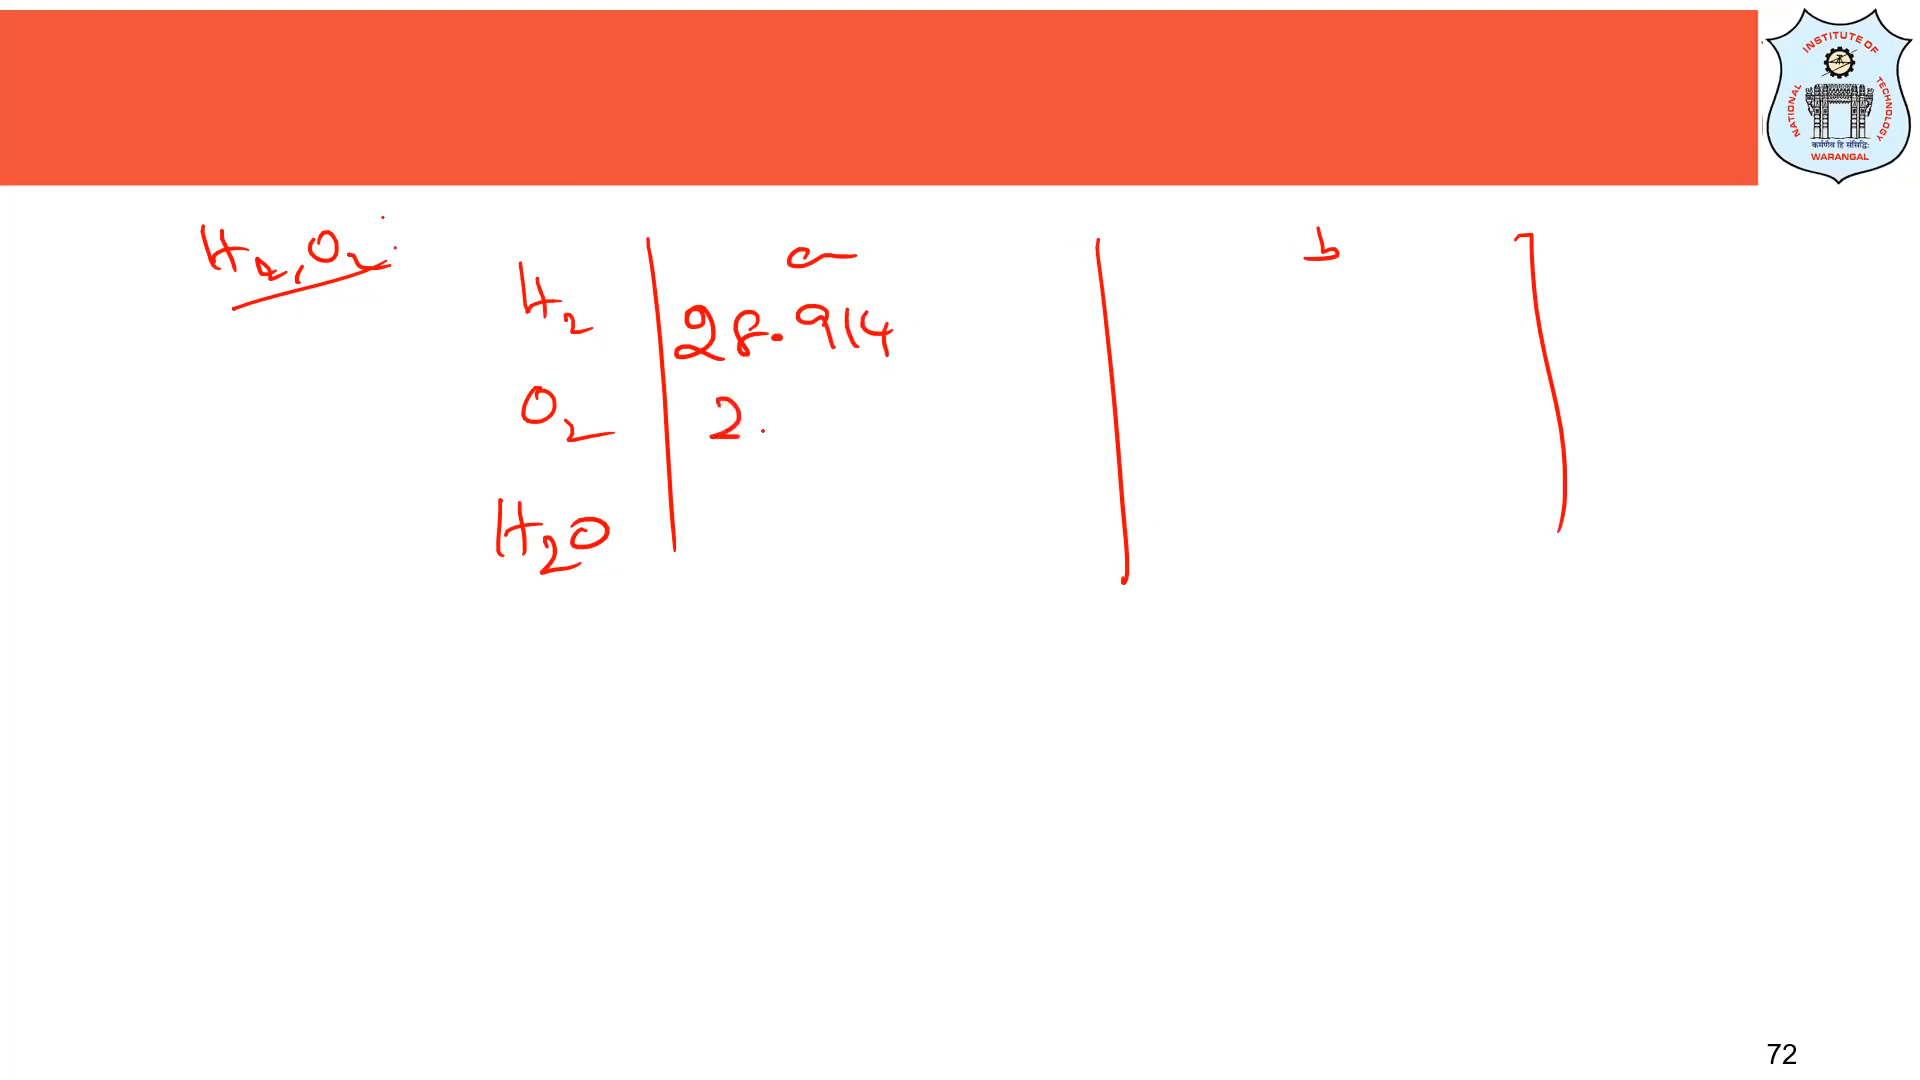 NATIONAL INSTITUTE OF TECHNOLOGY
कर्मणैव हि संसिद्धिः
WARANGAL
H₂, O₂ a b
H₂ 28.914
O₂ 2.
H₂O
72